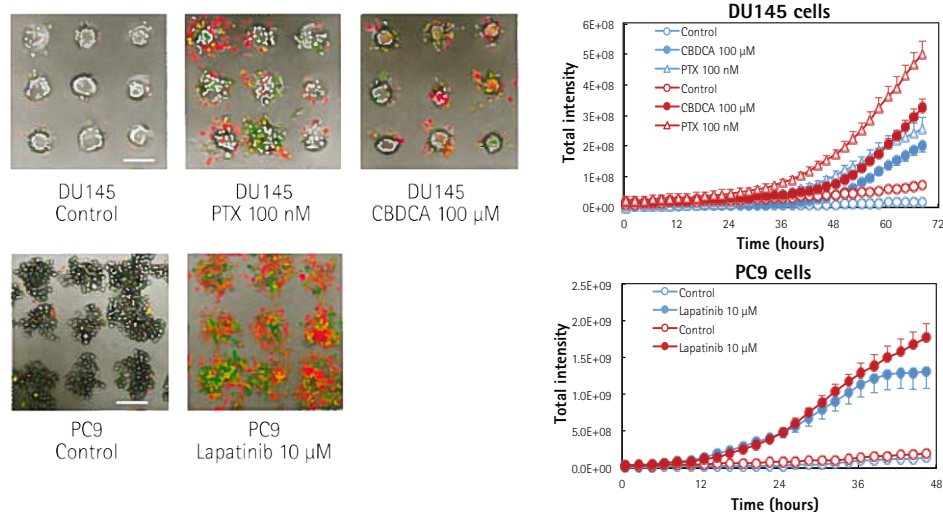 DU145
Control
DU145
PTX 100 nM
DU145
CBDCA 100 μM
PC9
Control
PC9
Lapatinib 10 μM
DU145 cells
Total intensity
6E+08
5E+08
4E+08
3E+08
2E+08
1E+08
0E+00
Control
CBDCA 100 μM
PTX 100 nM
Control
CBDCA 100 μM
PTX 100 nM
0 12 24 36 48 60 72
Time (hours)
PC9 cells
Total intensity
2.5E+09
2.0E+09
1.5E+09
1.0E+09
5.0E+08
0.0E+00
Control
Lapatinib 10 μM
Control
Lapatinib 10 μM
0 12 24 36 48
Time (hours)